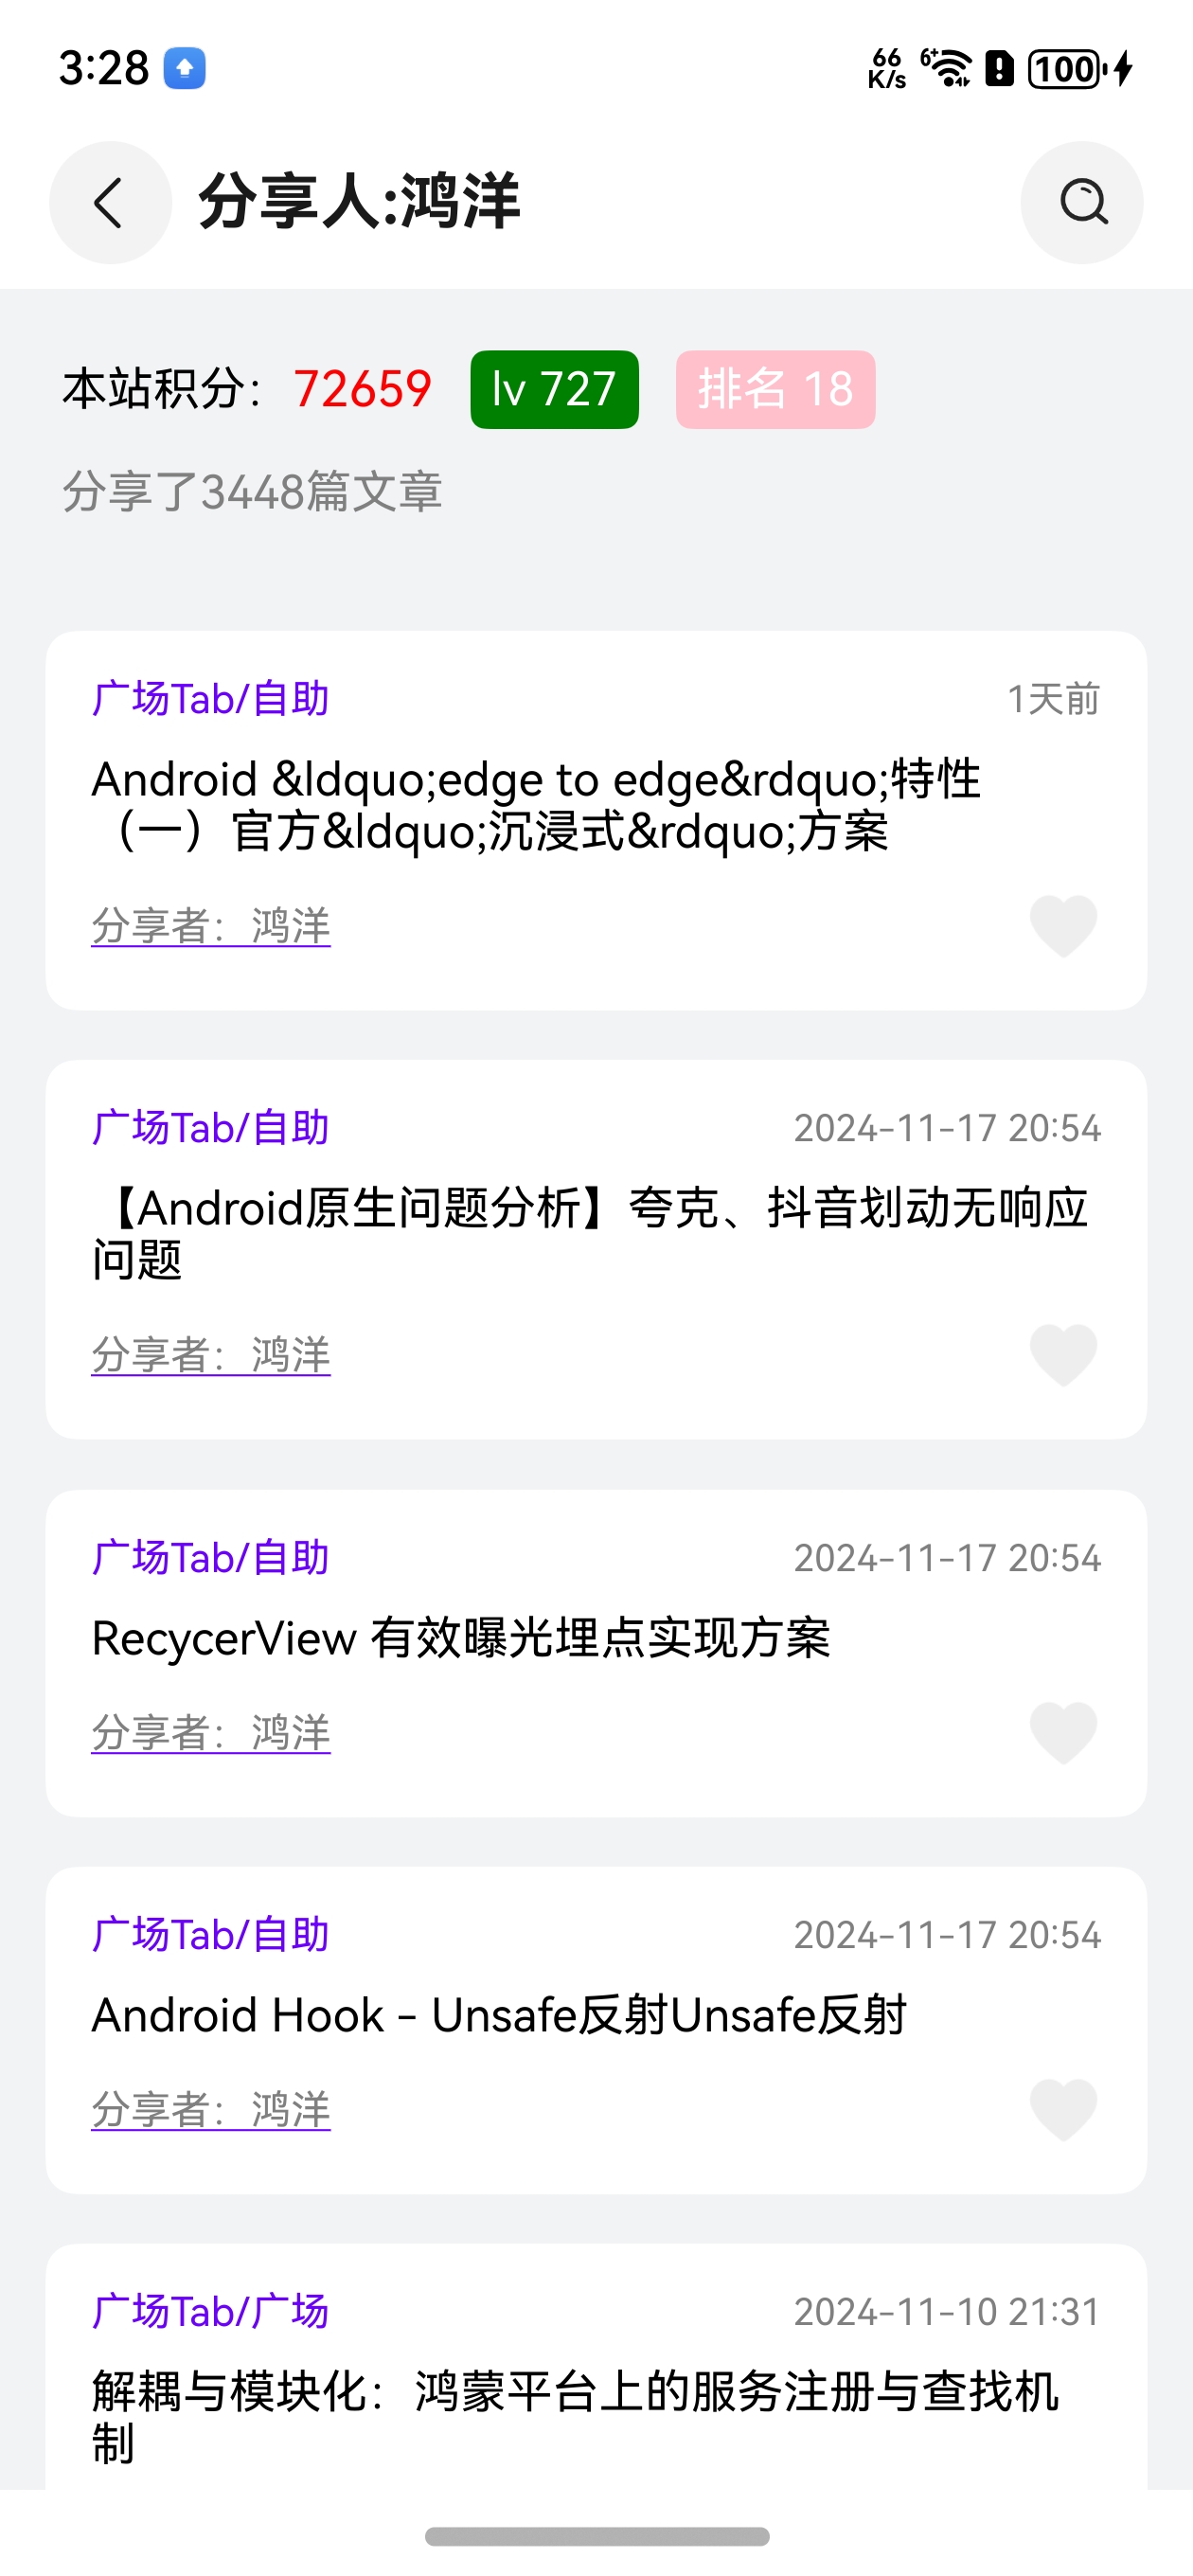 3:28
66
K/s
6+
100
分享人:鸿洋
本站积分：72659 lv 727 排名 18
分享了3448篇文章
广场Tab/自助 1天前
Android &ldquo;edge to edge&rdquo;特性
（一）官方&ldquo;沉浸式&rdquo;方案
分享者：鸿洋
广场Tab/自助 2024-11-17 20:54
【Android原生问题分析】夸克、抖音划动无响应
问题
分享者：鸿洋
广场Tab/自助 2024-11-17 20:54
RecycerView 有效曝光埋点实现方案
分享者：鸿洋
广场Tab/自助 2024-11-17 20:54
Android Hook - Unsafe反射Unsafe反射
分享者：鸿洋
广场Tab/广场 2024-11-10 21:31
解耦与模块化：鸿蒙平台上的服务注册与查找机
制